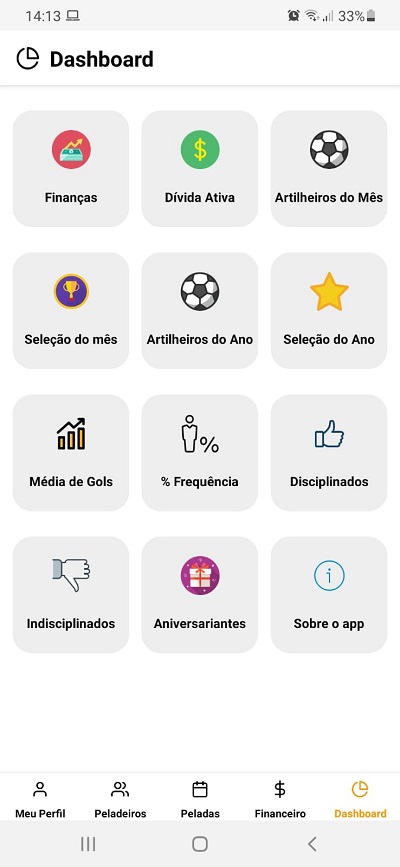 14:13 33%
Dashboard
Finanças Dívida Ativa Artilheiros do Mês
Seleção do mês Artilheiros do Ano Seleção do Ano
%
Média de Gols % Frequência Disciplinados
Indisciplinados Aniversariantes Sobre o app
Meu Perfil Peladeiros Peladas Financeiro Dashboard